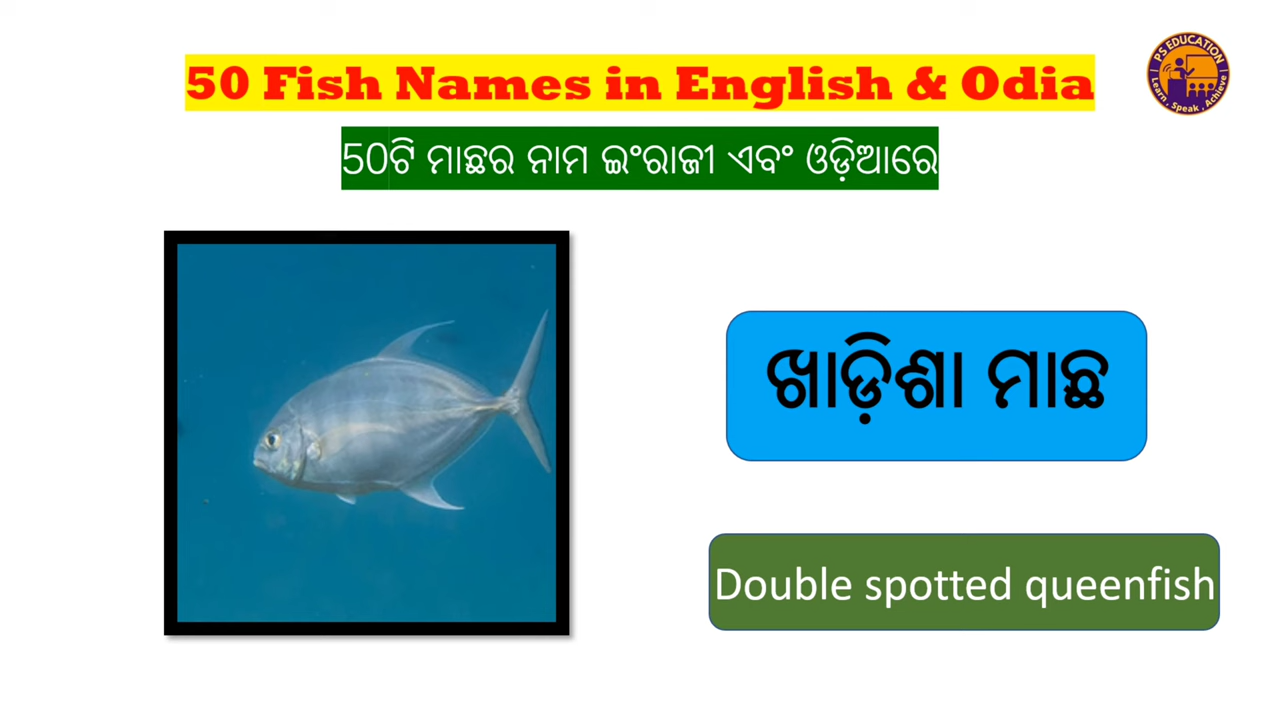 50 Fish Names in English & Odia
50ଟି ମାଛର ନାମ ଇଂରାଜୀ ଏବଂ ଓଡ଼ିଆରେ
PS EDUCATION
Learn , Speak , Achieve
ଖାଡ଼ିଶା ମାଛ
Double spotted queenfish